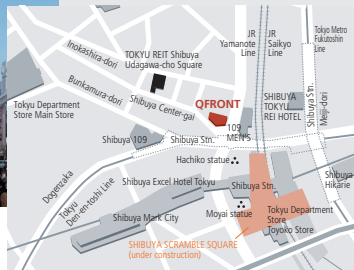 Inokashira-dori
TOKYU REIT Shibuya
Udagawa-cho Square
JR
Yamanote
Line
JR
Saikyo
Line
Tokyo Metro
Fukutoshin
Line
Bunkamura-dori
Shibuya Center-gai
QFRONT
Tokyu Department
Store Main Store
109
MEN'S
SHIBUYA
TOKYU
REI HOTEL
Shibuya Stn.
Meiji-dori
Shibuya 109
Shibuya Stn.
Hachiko statue
Dogenzaka
Tokyu
Den-en-toshi Line
Shibuya Excel Hotel Tokyu
Shibuya Stn.
Shibuya
Hikarie
Shibuya Mark City
Moyai statue
Tokyu Department
Store
Toyoko Store
SHIBUYA SCRAMBLE SQUARE
(under construction)